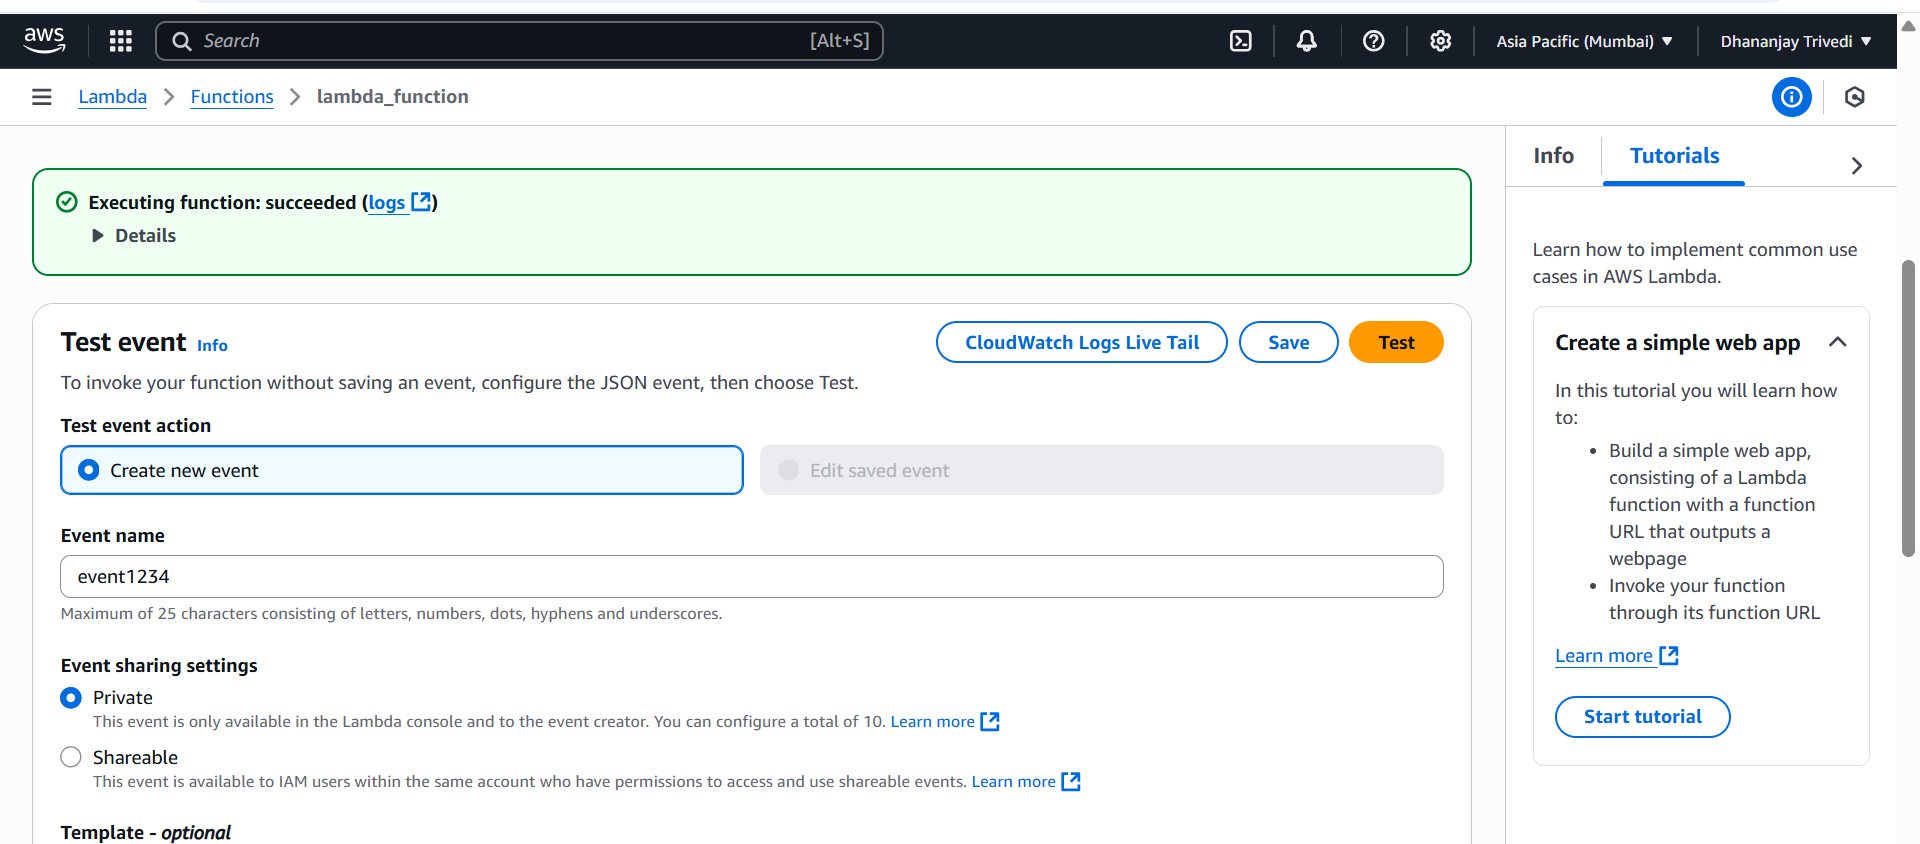 aws
Search [Alt+S]
Asia Pacific (Mumbai)
Dhananjay Trivedi
Lambda
Functions
lambda_function
Executing function: succeeded (logs)
Details
Test event Info
CloudWatch Logs Live Tail
Save
Test
To invoke your function without saving an event, configure the JSON event, then choose Test.
Test event action
Create new event
Edit saved event
Event name
event1234
Maximum of 25 characters consisting of letters, numbers, dots, hyphens and underscores.
Event sharing settings
Private
This event is only available in the Lambda console and to the event creator. You can configure a total of 10. Learn more
Shareable
This event is available to IAM users within the same account who have permissions to access and use shareable events. Learn more
Template - optional
Info
Tutorials
Learn how to implement common use
cases in AWS Lambda.
Create a simple web app
In this tutorial you will learn how
to:
• Build a simple web app,
consisting of a Lambda
function with a function
URL that outputs a
webpage
• Invoke your function
through its function URL
Learn more
Start tutorial